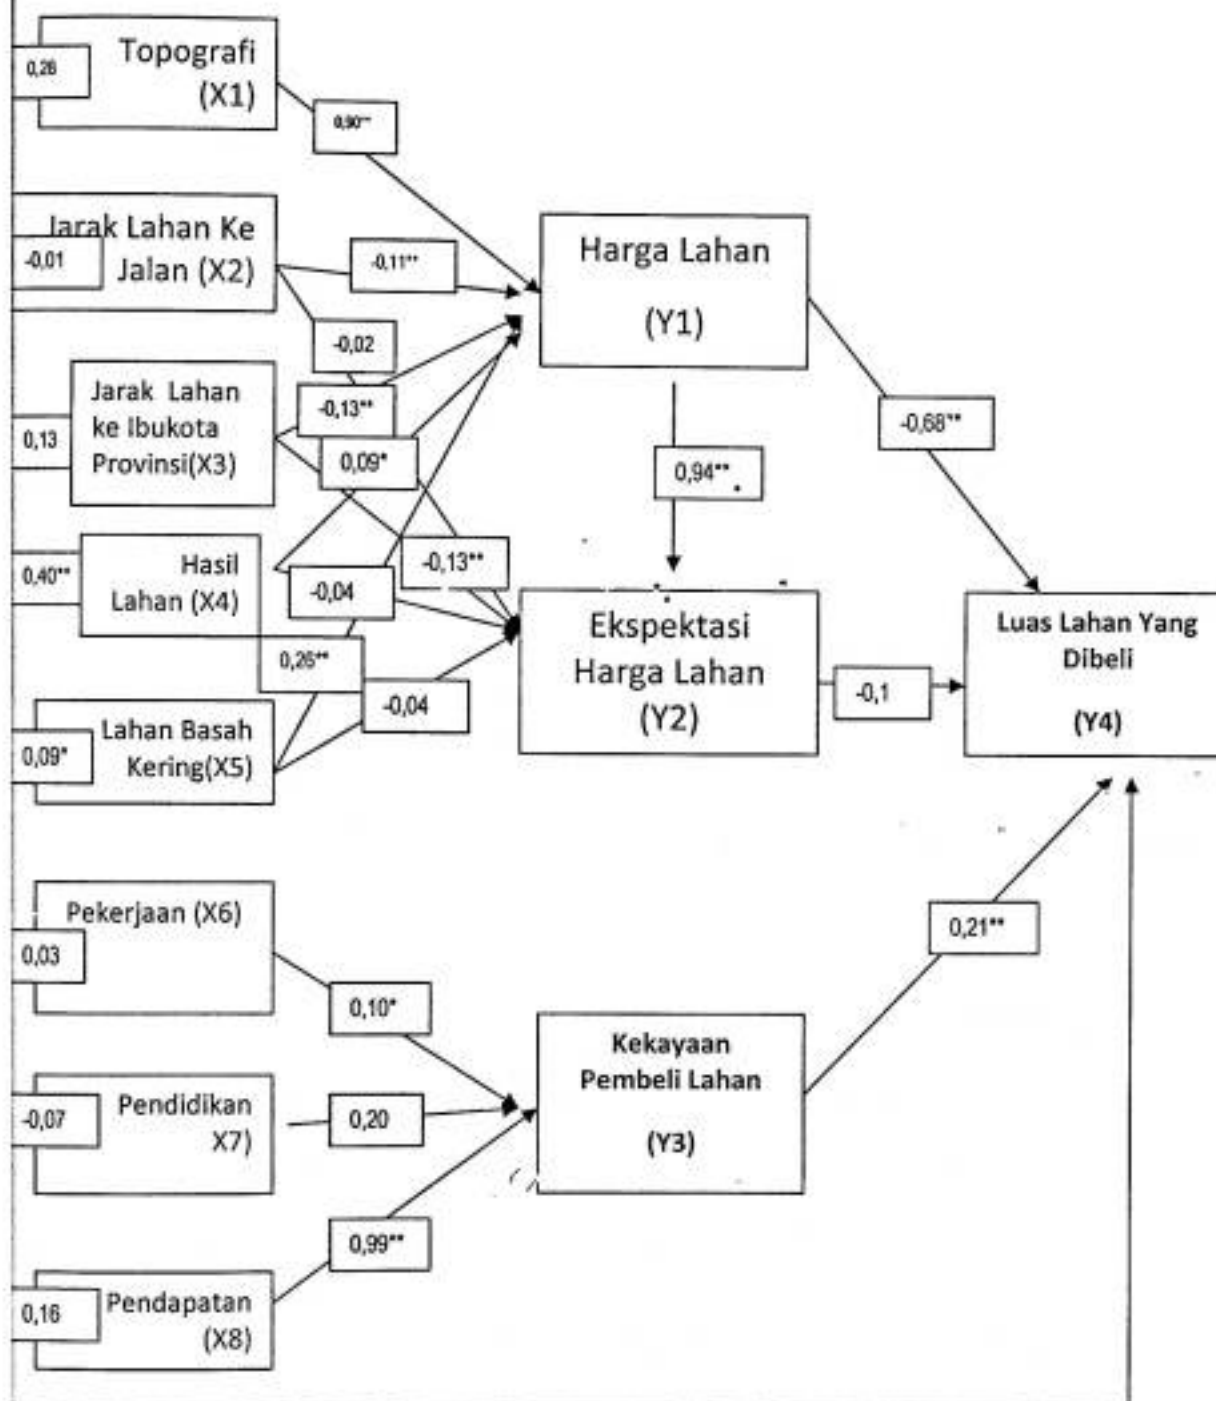 0,28
Topografi
(X1)
0,90**
Jarak Lahan Ke
-0,01
Jalan (X2)
-0,11**
Harga Lahan
(Y1)
-0,02
Jarak Lahan
ke Ibukota
Provinsi(X3)
0,13
-0,13**
0,09*
0,94**
-0,68**
Hasil
Lahan (X4)
0,40**
-0,13**
-0,04
0,26**
-0,04
Ekspektasi
Harga Lahan
(Y2)
-0,1
Luas Lahan Yang
Dibeli
(Y4)
Lahan Basah
Kering(X5)
0,09*
Pekerjaan (X6)
0,03
0,10*
0,21**
Kekayaan
Pembeli Lahan
(Y3)
Pendidikan
X7)
-0,07
0,20
0,99**
Pendapatan
(X8)
0,16